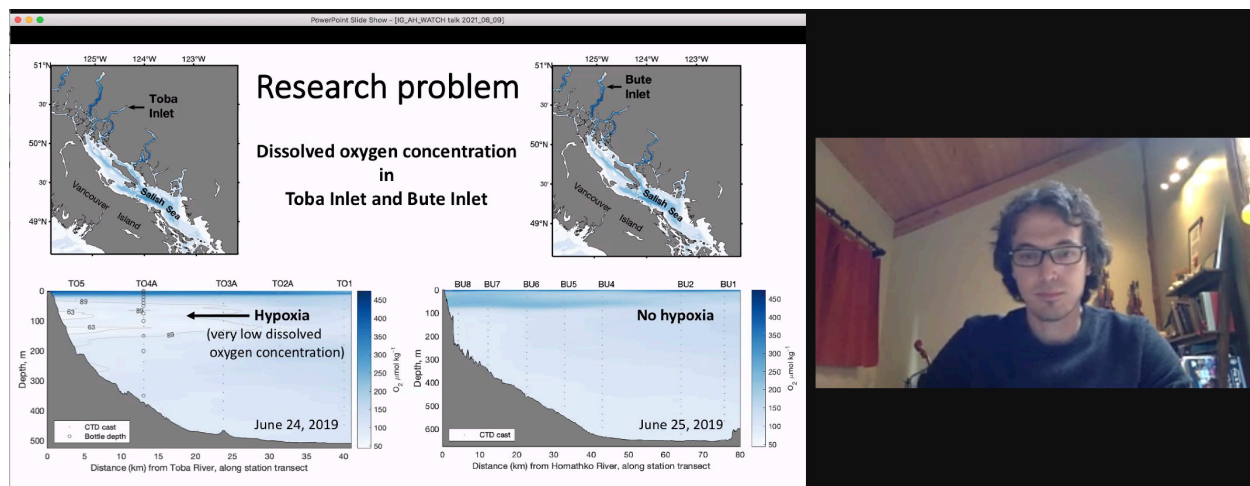 PowerPoint Slide Show - [IG_AH_WATCH talk 2021_06_09]
125°W 124°W 123°W
51°N
30'
50°N
30'
49°N
Toba
Inlet
Salish Sea
Vancouver
Island
Research problem
Dissolved oxygen concentration
in
Toba Inlet and Bute Inlet
125°W 124°W 123°W
51°N
30'
50°N
30'
49°N
Bute
Inlet
Salish Sea
Vancouver
Island
TO5 TO4A TO3A TO2A TO1
0
100
200
300
400
500
Depth, m
89
63
63
89
89
Hypoxia
(very low dissolved
oxygen concentration)
June 24, 2019
CTD cast
Bottle depth
0 5 10 15 20 25 30 35 40
Distance (km) from Toba River, along station transect
450
400
350
300
250
200
150
100
50
O₂ μmol kg⁻¹
BU8 BU7 BU6 BU5 BU4 BU2 BU1
0
100
200
300
400
500
600
Depth, m
No hypoxia
June 25, 2019
CTD cast
0 10 20 30 40 50 60 70 80
Distance (km) from Homathko River, along station transect
450
400
350
300
250
200
150
100
50
O₂ μmol kg⁻¹